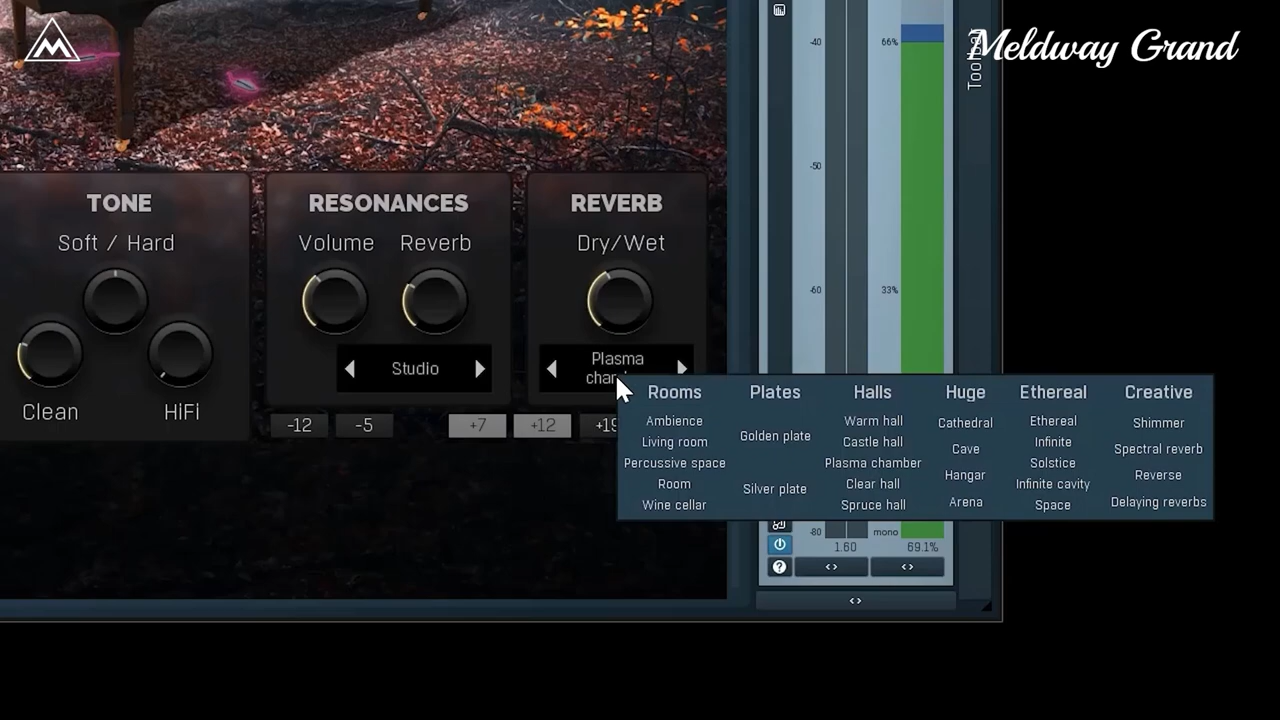 Meldway Grand
Toolbar
-40
66%
-50
-60
33%
TONE
RESONANCES
REVERB
Soft / Hard
Volume
Reverb
Dry/Wet
Clean
HiFi
Studio
Plasma
-12
-5
+7
+12
Rooms
Plates
Halls
Huge
Ethereal
Creative
Ambience
Living room
Percussive space
Room
Wine cellar
Golden plate
Silver plate
Warm hall
Castle hall
Plasma chamber
Clear hall
Spruce hall
Cathedral
Cave
Hangar
Arena
Ethereal
Infinite
Solstice
Infinite cavity
Space
Shimmer
Spectral reverb
Reverse
Delaying reverbs
-80
mono
1.60
69.1%